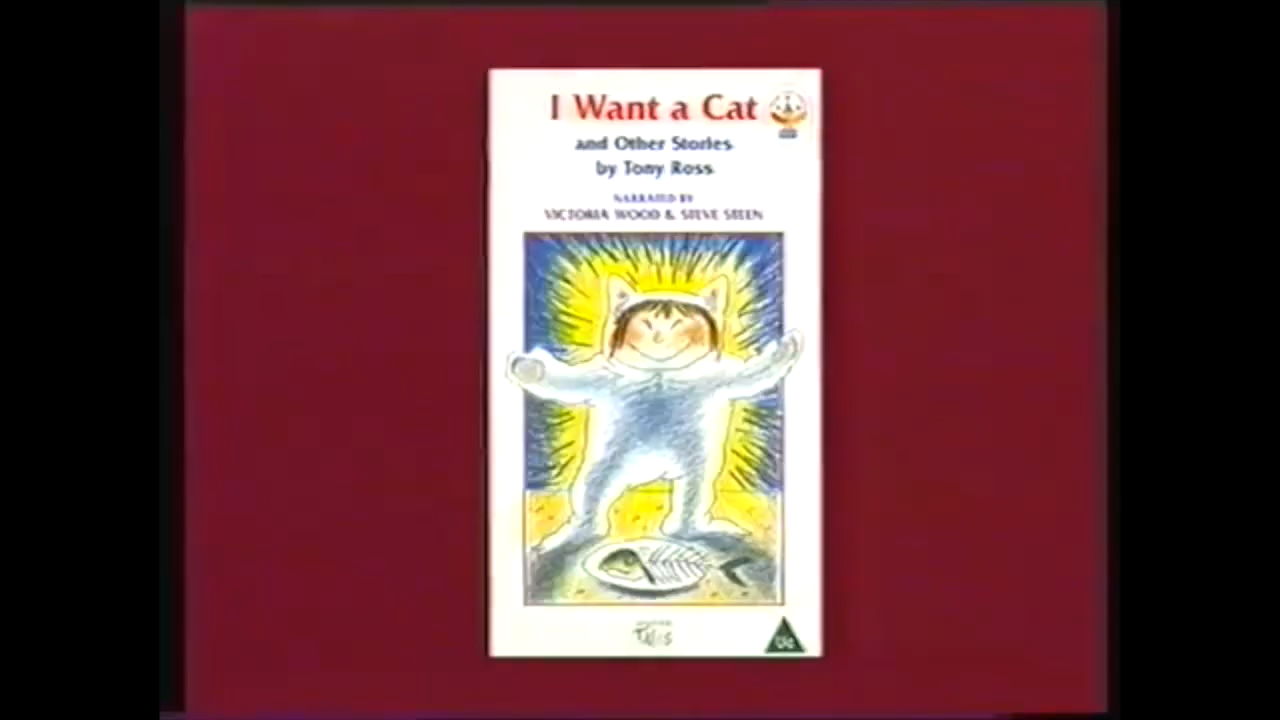 I Want a Cat
and Other Stories
by Tony Ross
NARRATED BY
VICTORIA WOOD & STEVE STEEN
TALES
Uc